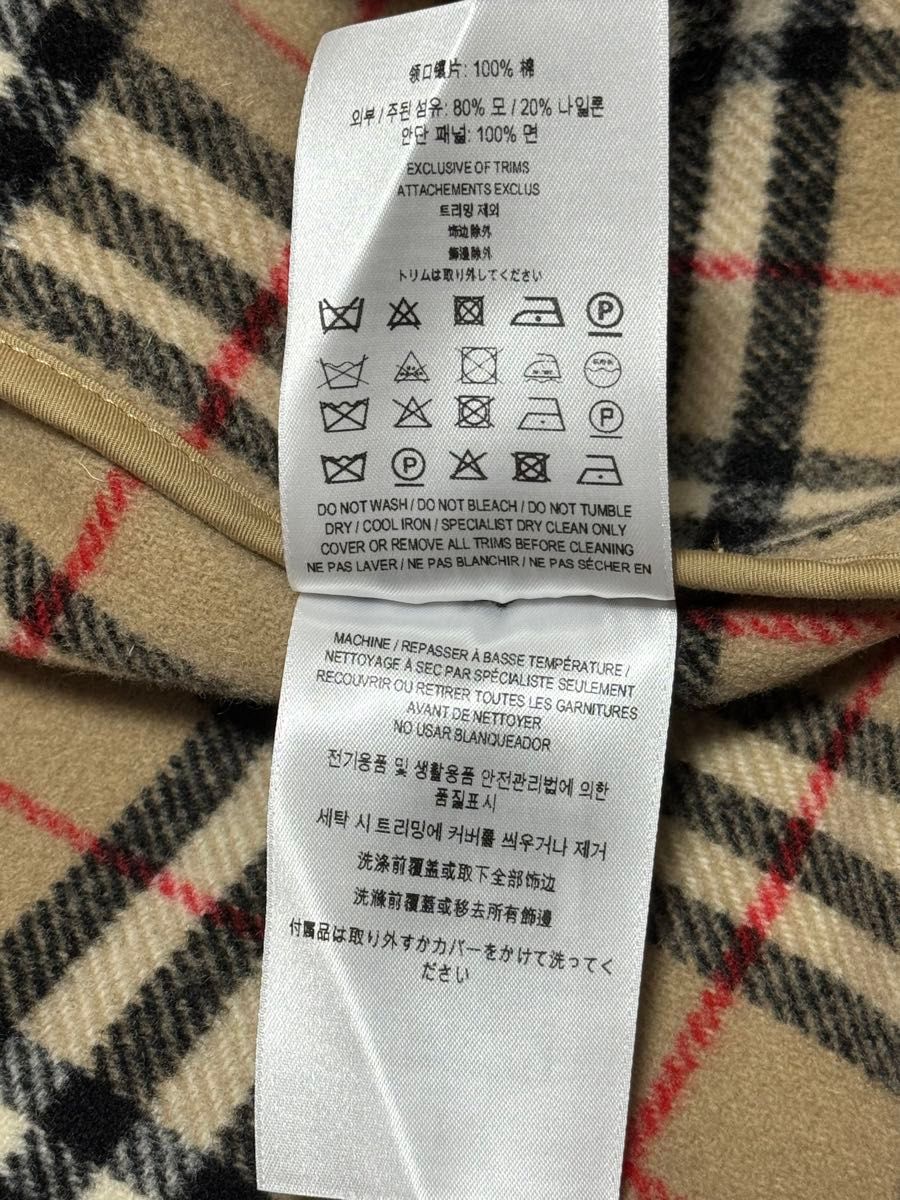 领口镶片: 100% 棉
외부 / 주된 섬유: 80% 모 / 20% 나일론
안단 패널: 100% 면
EXCLUSIVE OF TRIMS
ATTACHEMENTS EXCLUS
트리밍 제외
饰边除外
飾邊除外
トリムは取り外してください
P
P
P
DO NOT WASH / DO NOT BLEACH / DO NOT TUMBLE
DRY / COOL IRON / SPECIALIST DRY CLEAN ONLY
COVER OR REMOVE ALL TRIMS BEFORE CLEANING
NE PAS LAVER / NE PAS BLANCHIR / NE PAS SÉCHER EN
MACHINE / REPASSER À BASSE TEMPÉRATURE /
NETTOYAGE À SEC PAR SPÉCIALISTE SEULEMENT
RECOUVRIR OU RETIRER TOUTES LES GARNITURES
AVANT DE NETTOYER
NO USAR BLANQUEADOR
전기용품 및 생활용품 안전관리법에 의한
품질표시
세탁 시 트리밍에 커버를 씌우거나 제거
洗涤前覆盖或取下全部饰边
洗滌前覆蓋或移去所有飾邊
付属品は取り外すかカバーをかけて洗ってく
ださい